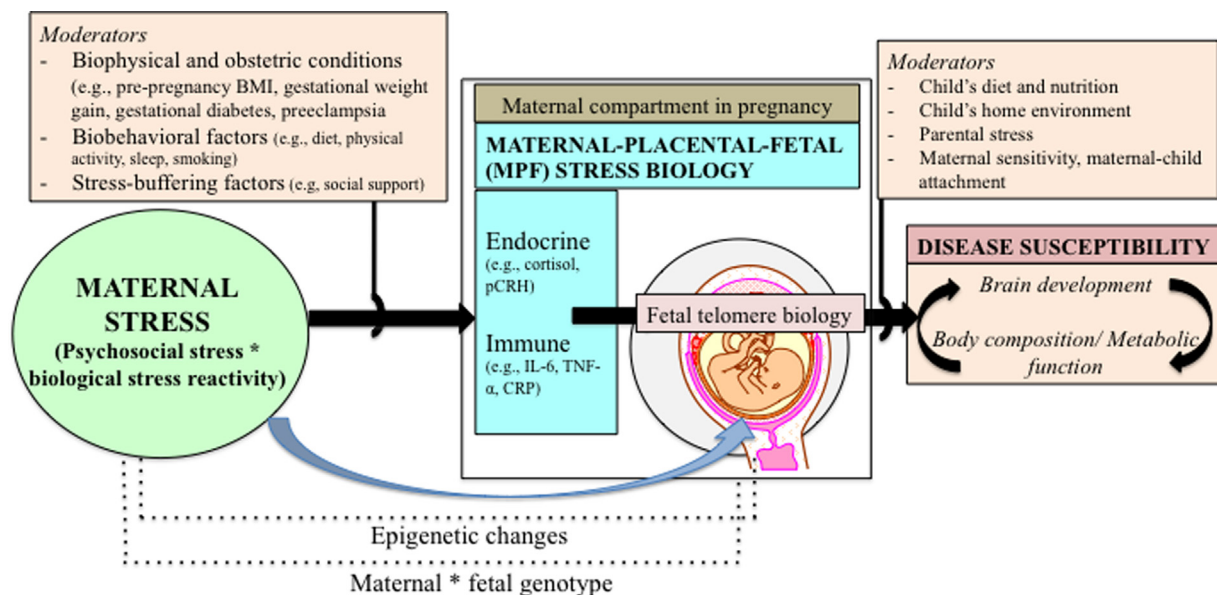 Moderators
- Biophysical and obstetric conditions
(e.g., pre-pregnancy BMI, gestational weight
gain, gestational diabetes, preeclampsia
- Biobehavioral factors (e.g., diet, physical
activity, sleep, smoking)
- Stress-buffering factors (e.g, social support)
MATERNAL
STRESS
(Psychosocial stress *
biological stress reactivity)
Maternal compartment in pregnancy
MATERNAL-PLACENTAL-FETAL
(MPF) STRESS BIOLOGY
Endocrine
(e.g., cortisol,
pCRH)
Immune
(e.g., IL-6, TNF-
α, CRP)
Fetal telomere biology
Moderators
- Child's diet and nutrition
- Child's home environment
- Parental stress
- Maternal sensitivity, maternal-child
attachment
DISEASE SUSCEPTIBILITY
Brain development
Body composition/ Metabolic
function
Epigenetic changes
Maternal * fetal genotype